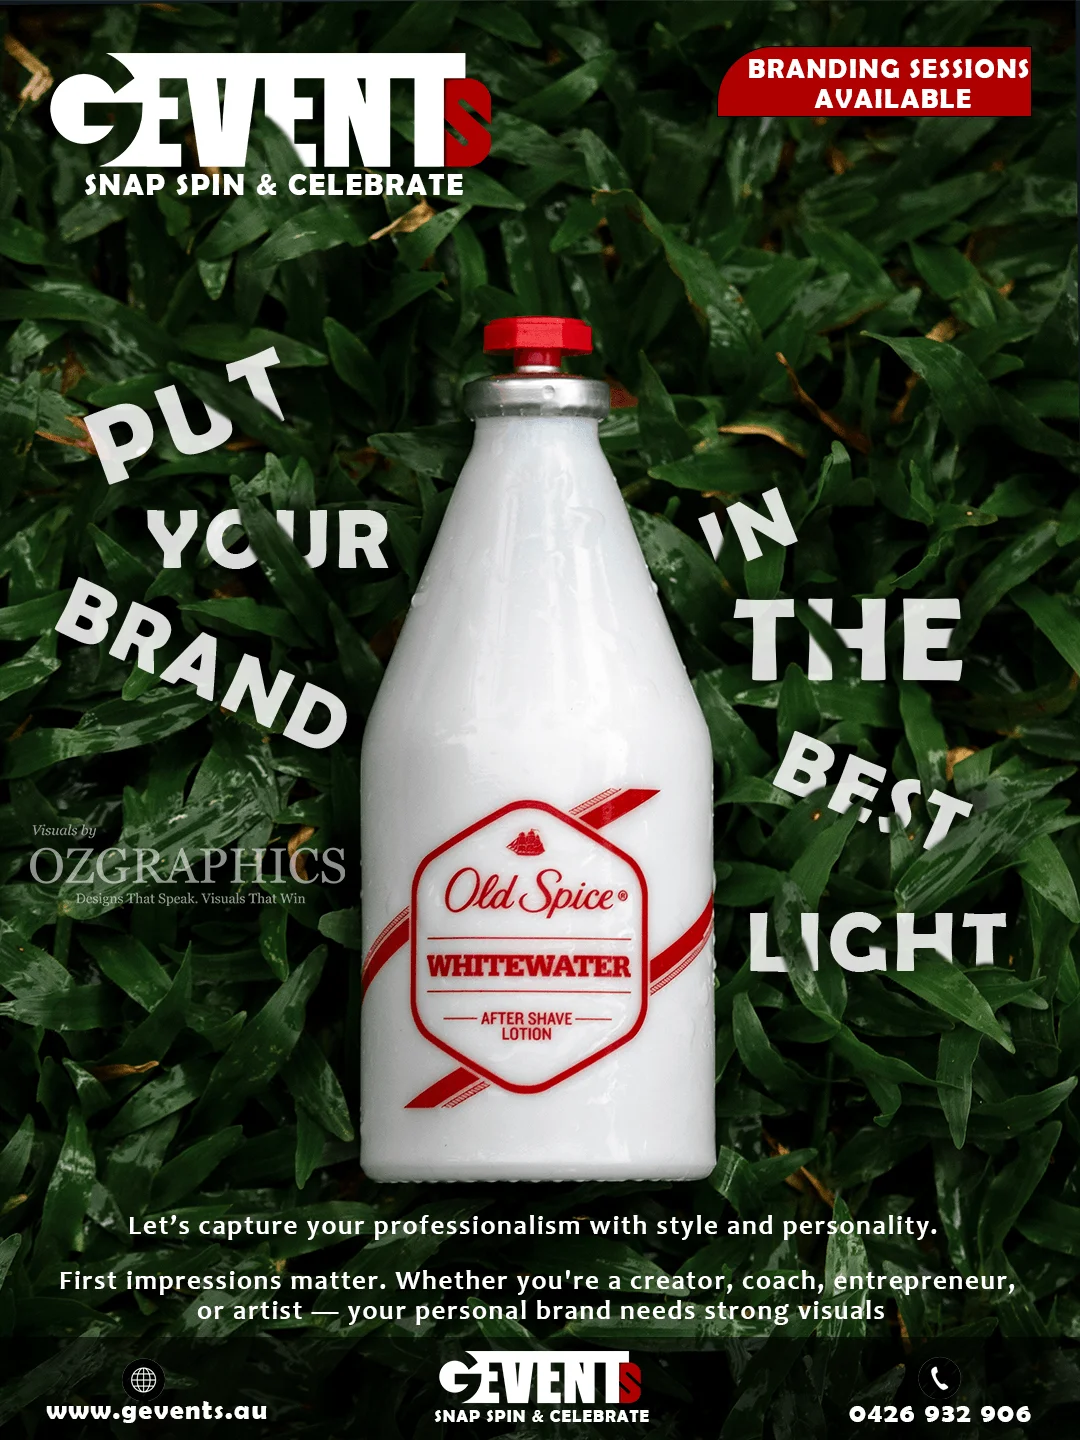 GEVENTS
SNAP SPIN & CELEBRATE
BRANDING SESSIONS
AVAILABLE
PUT
YOUR
BRAND
IN
THE
BEST
LIGHT
Visuals by
OZGRAPHICS
Designs That Speak. Visuals That Win
Old Spice®
WHITEWATER
AFTER SHAVE
LOTION
Let’s capture your professionalism with style and personality.
First impressions matter. Whether you're a creator, coach, entrepreneur,
or artist — your personal brand needs strong visuals
www.gevents.au
GEVENTS
SNAP SPIN & CELEBRATE
0426 932 906